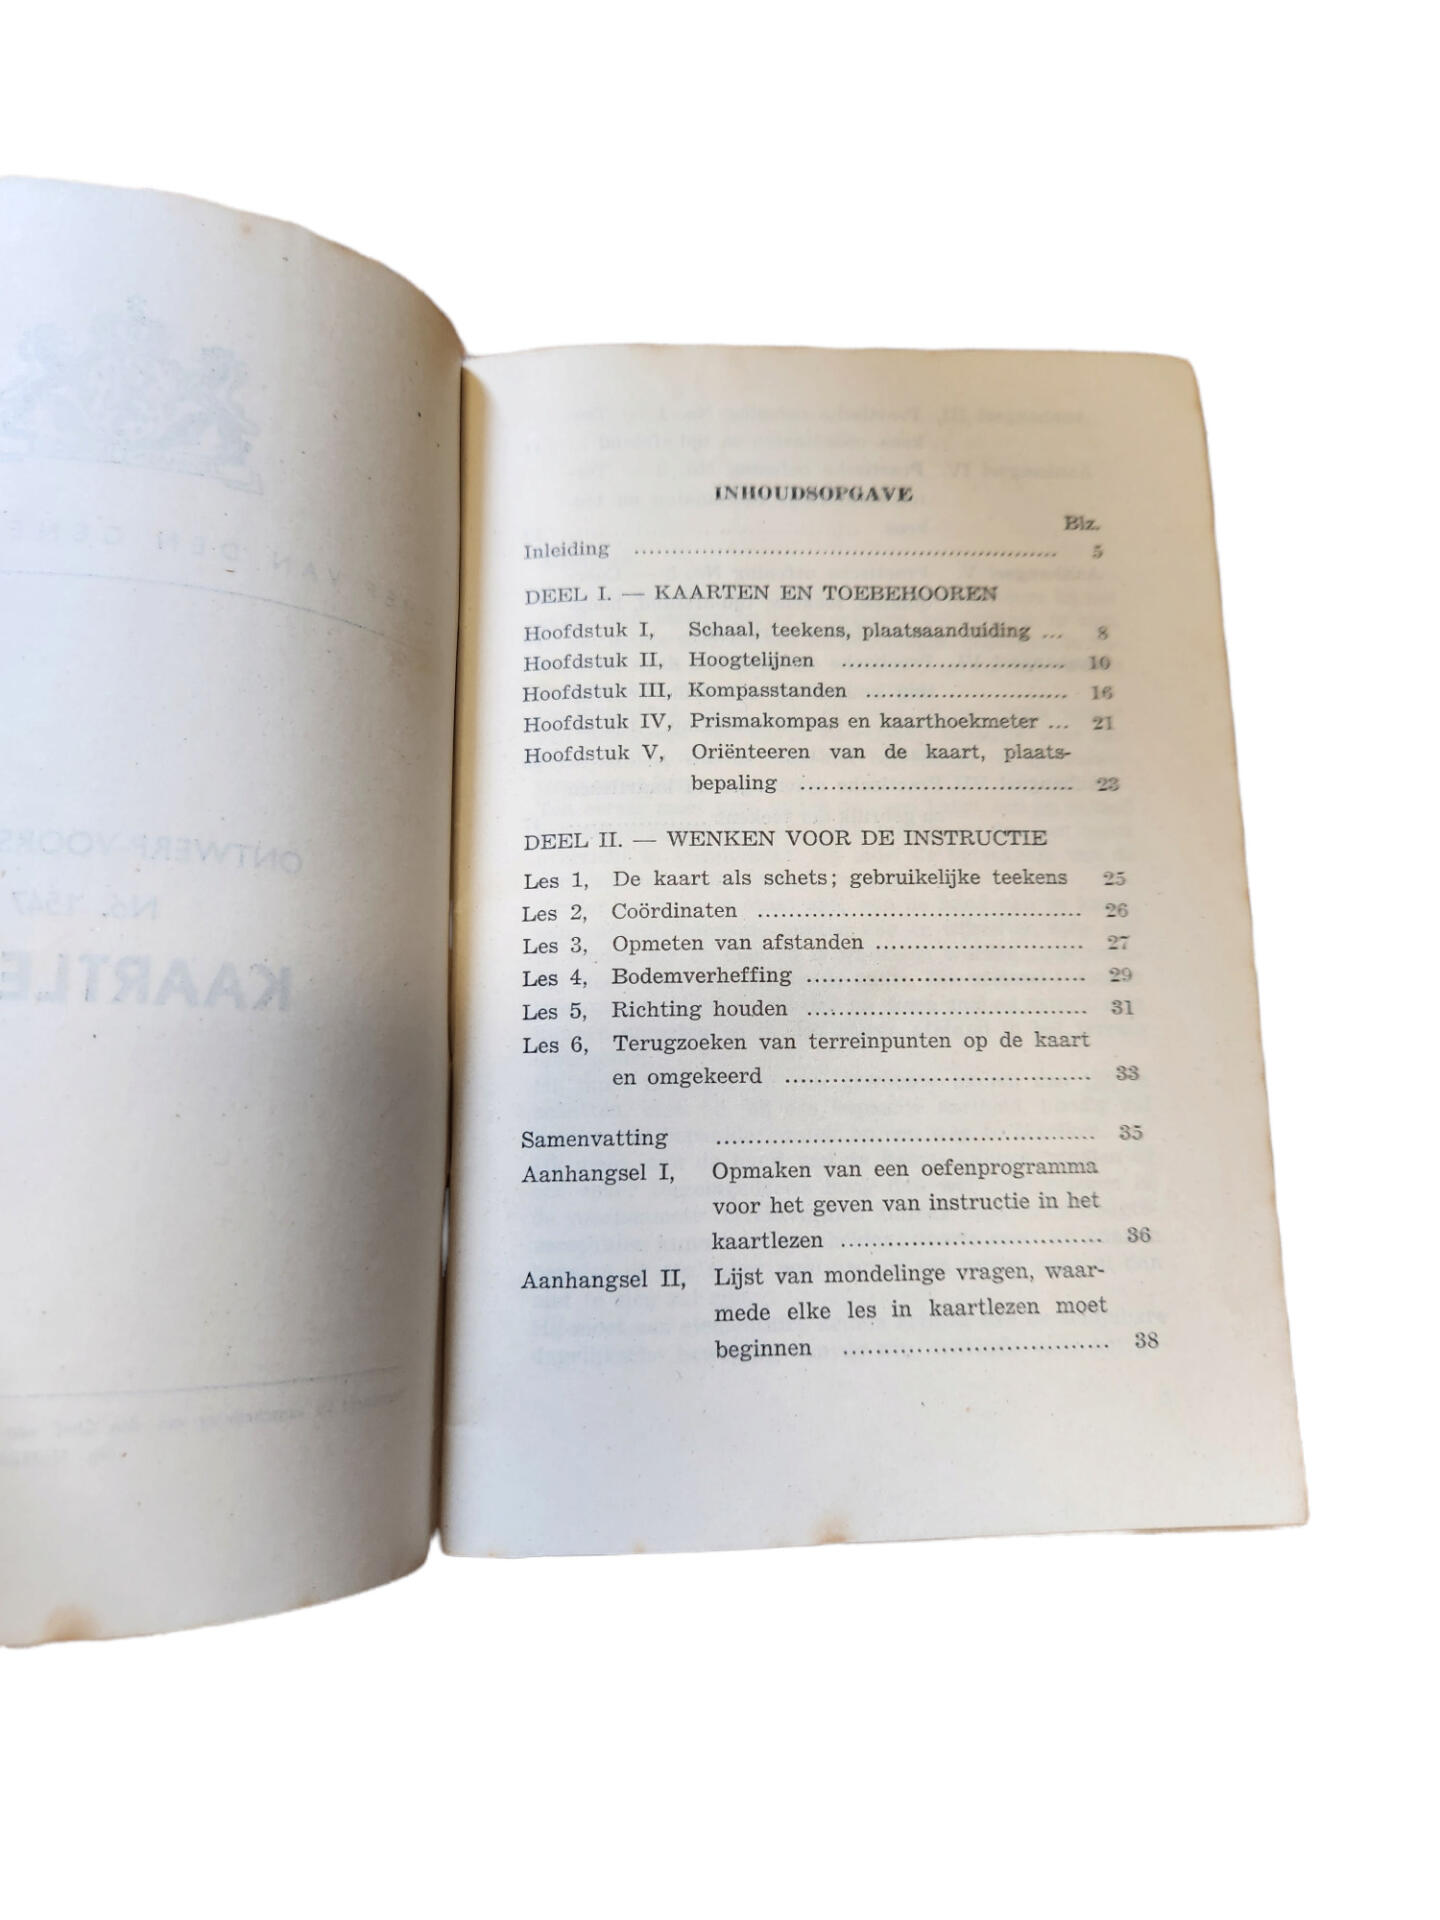 INHOUDSOPGAVE
Blz.
Inleiding ........................................................ 5
DEEL I. — KAARTEN EN TOEBEHOOREN
Hoofdstuk I, Schaal, teekens, plaatsaanduiding ... 8
Hoofdstuk II, Hoogtelijnen .............................. 10
Hoofdstuk III, Kompasstanden ........................... 16
Hoofdstuk IV, Prismakompas en kaarthoekmeter ... 21
Hoofdstuk V, Oriënteeren van de kaart, plaats-
bepaling .................................... 23
DEEL II. — WENKEN VOOR DE INSTRUCTIE
Les 1, De kaart als schets; gebruikelijke teekens 25
Les 2, Coördinaten .......................................... 26
Les 3, Opmeten van afstanden ........................... 27
Les 4, Bodemverheffing .................................... 29
Les 5, Richting houden .................................... 31
Les 6, Terugzoeken van terreinpunten op de kaart
en omgekeerd ....................................... 33
Samenvatting ................................................ 35
Aanhangsel I, Opmaken van een oefenprogramma
voor het geven van instructie in het
kaartlezen ................................. 36
Aanhangsel II, Lijst van mondelinge vragen, waar-
mede elke les in kaartlezen moet
beginnen ................................. 38